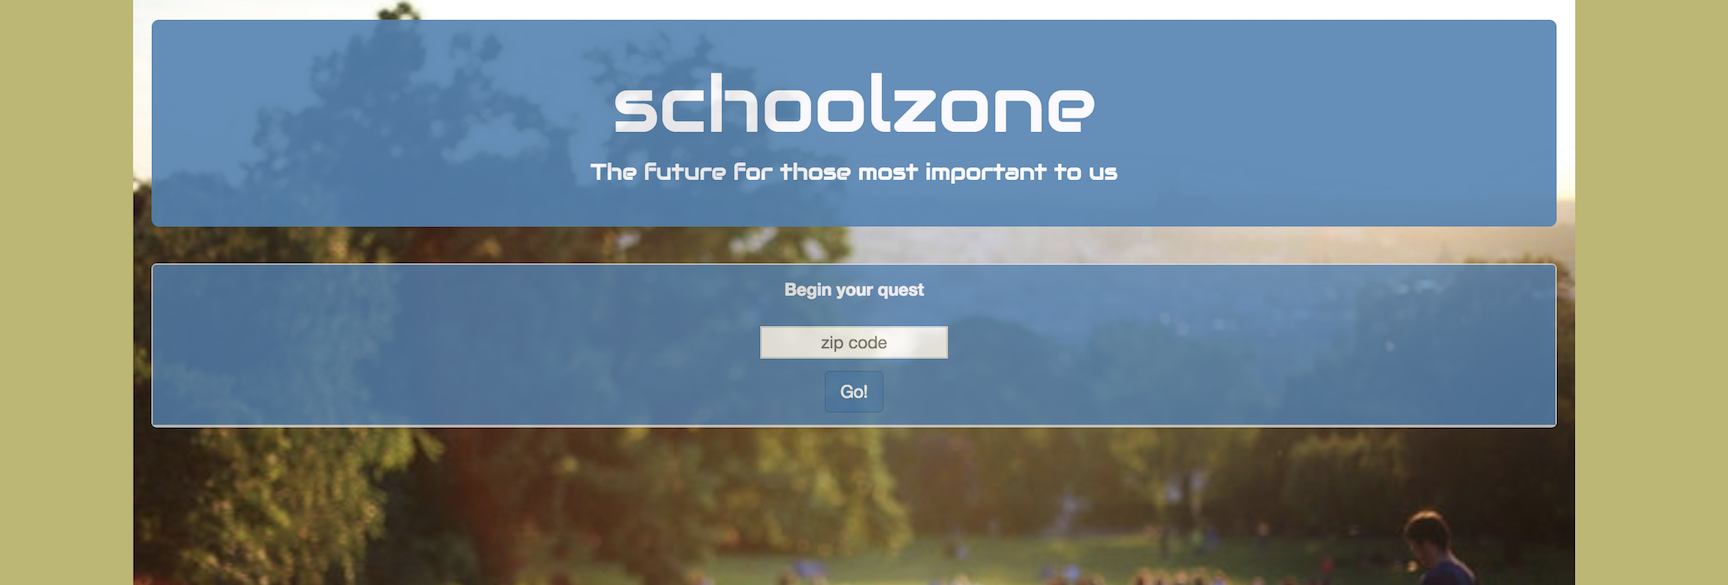 schoolzone
The future for those most important to us
Begin your quest
zip code
Go!